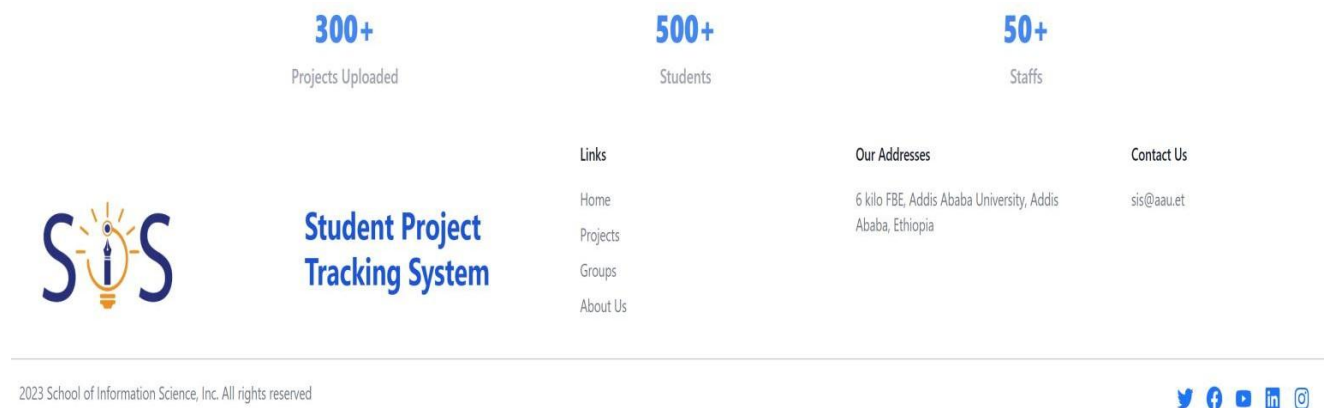 300+
500+
50+
Projects Uploaded
Students
Staffs
SiS
Student Project
Tracking System
Links
Home
Projects
Groups
About Us
Our Addresses
6 kilo FBE, Addis Ababa University, Addis
Ababa, Ethiopia
Contact Us
sis@aau.et
2023 School of Information Science, Inc. All rights reserved